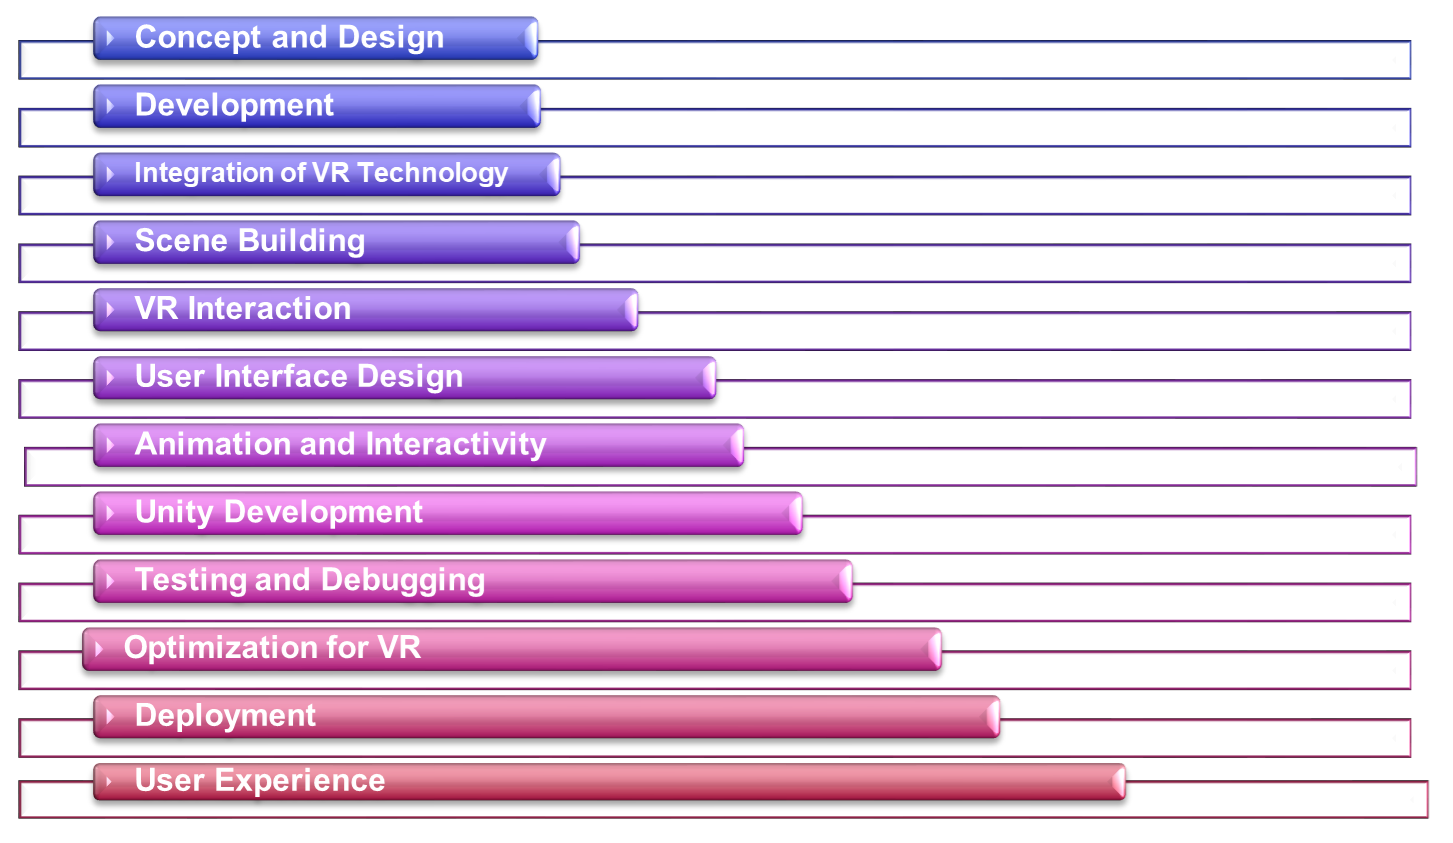 Concept and Design
Development
Integration of VR Technology
Scene Building
VR Interaction
User Interface Design
Animation and Interactivity
Unity Development
Testing and Debugging
Optimization for VR
Deployment
User Experience